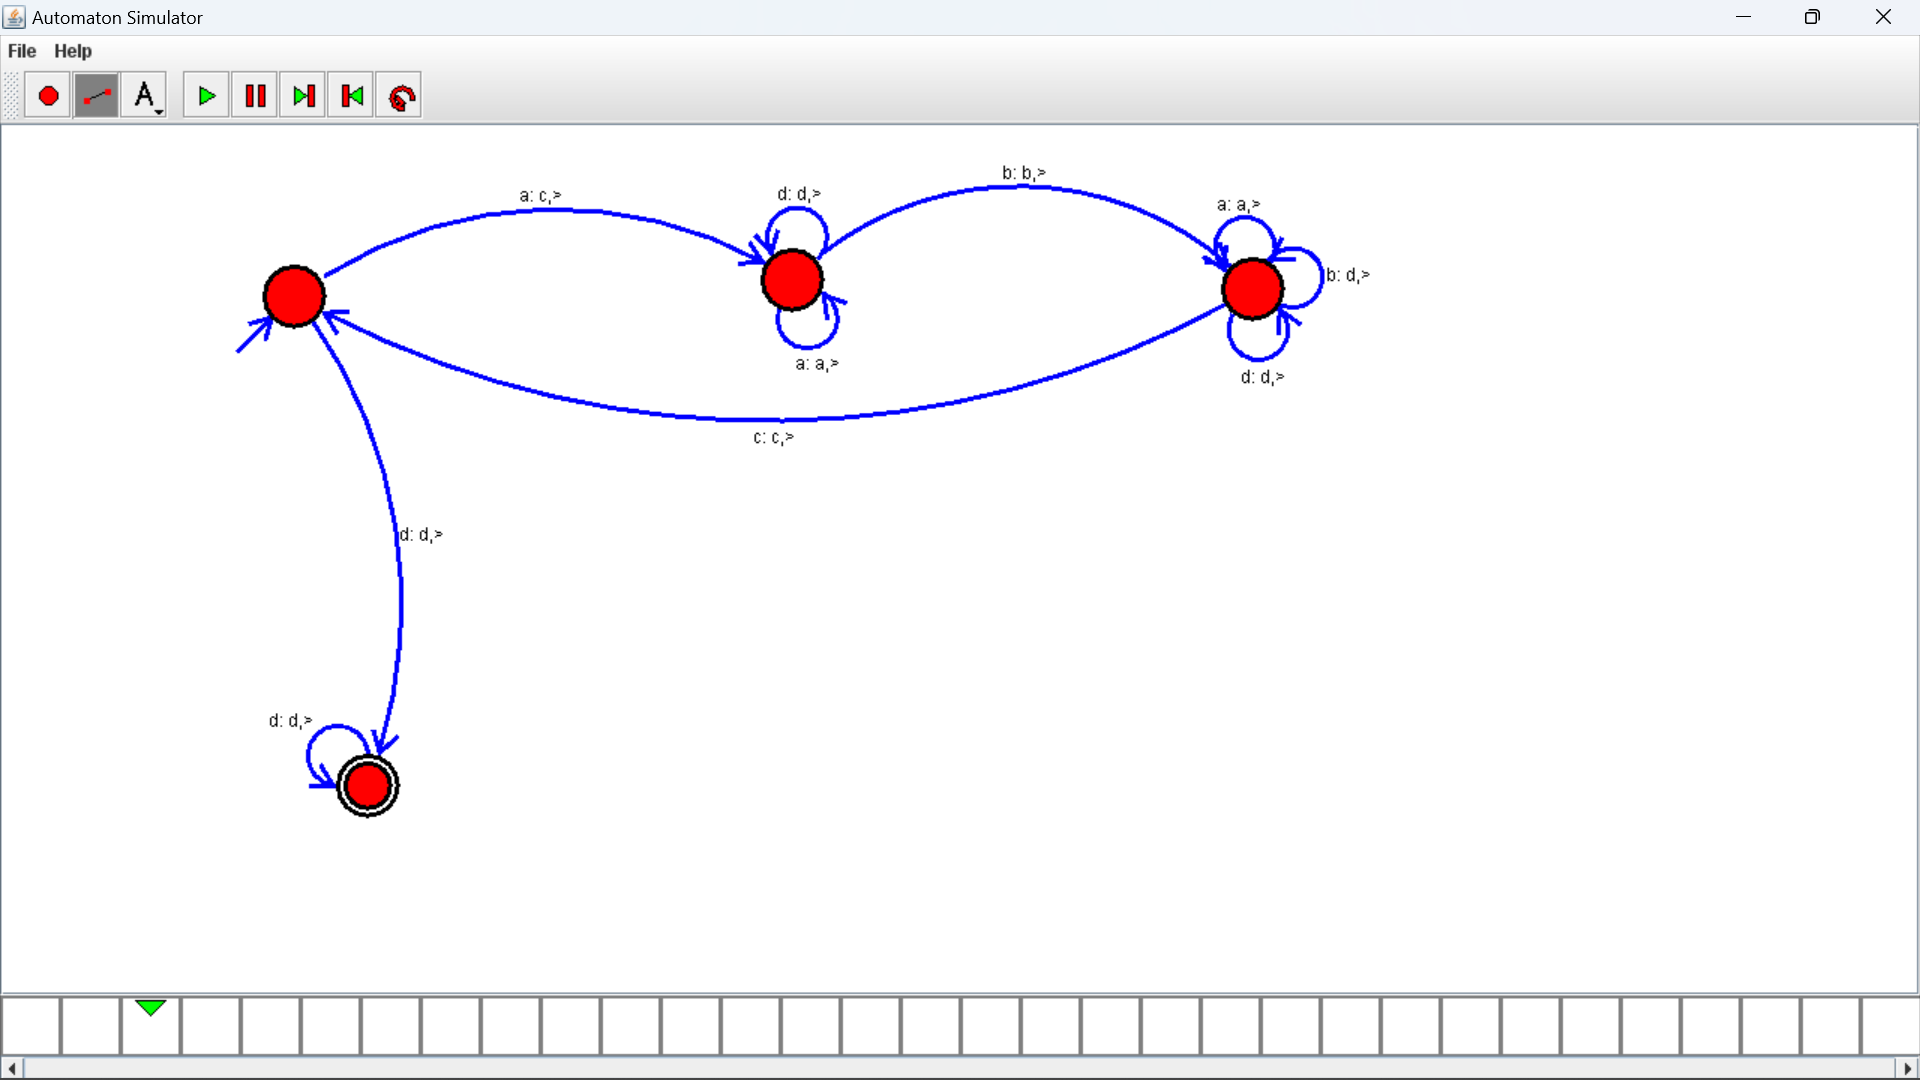 Automaton Simulator
File Help
A
b: b,>
a: c,>
d: d,>
a: a,>
b: d,>
a: a,>
d: d,>
c: c,>
d: d,>
d: d,>